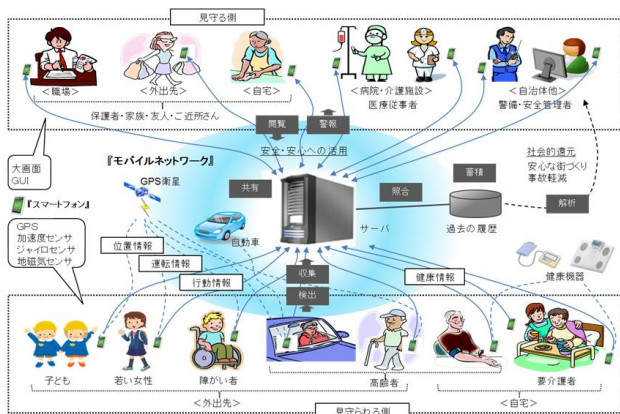 見守る側
＜職場＞
＜外出先＞
＜自宅＞
＜病院・介護施設＞
医療従事者
＜自治体他＞
警備・安全管理者
保護者・家族・友人・ご近所さん
閲覧
警報
安全・安心への活用
大画面
GUI
『モバイルネットワーク』
GPS衛星
共有
照合
蓄積
社会的還元
安心な街づくり
事故軽減
『スマートフォン』
自動車
サーバ
過去の履歴
解析
GPS
加速度センサ
ジャイロセンサ
地磁気センサ
位置情報
運転情報
行動情報
収集
検出
健康情報
健康機器
子ども
若い女性
障がい者
高齢者
要介護者
＜外出先＞
＜自宅＞
見守られる側